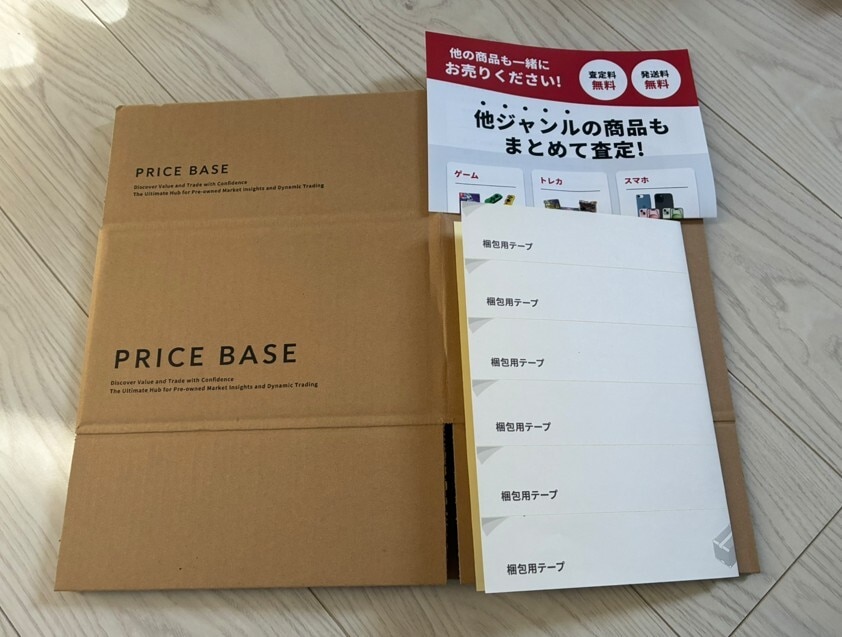 PRICE BASE
Discover Value and Trade with Confidence
The Ultimate Hub for Pre-owned Market Insights and Dynamic Trading
PRICE BASE
Discover Value and Trade with Confidence
The Ultimate Hub for Pre-owned Market Insights and Dynamic Trading
他の商品も一緒に
お売りください!
査定料
無料
発送料
無料
他ジャンルの商品も
まとめて査定!
ゲーム
トレカ
スマホ
梱包用テープ
梱包用テープ
梱包用テープ
梱包用テープ
梱包用テープ
梱包用テープ